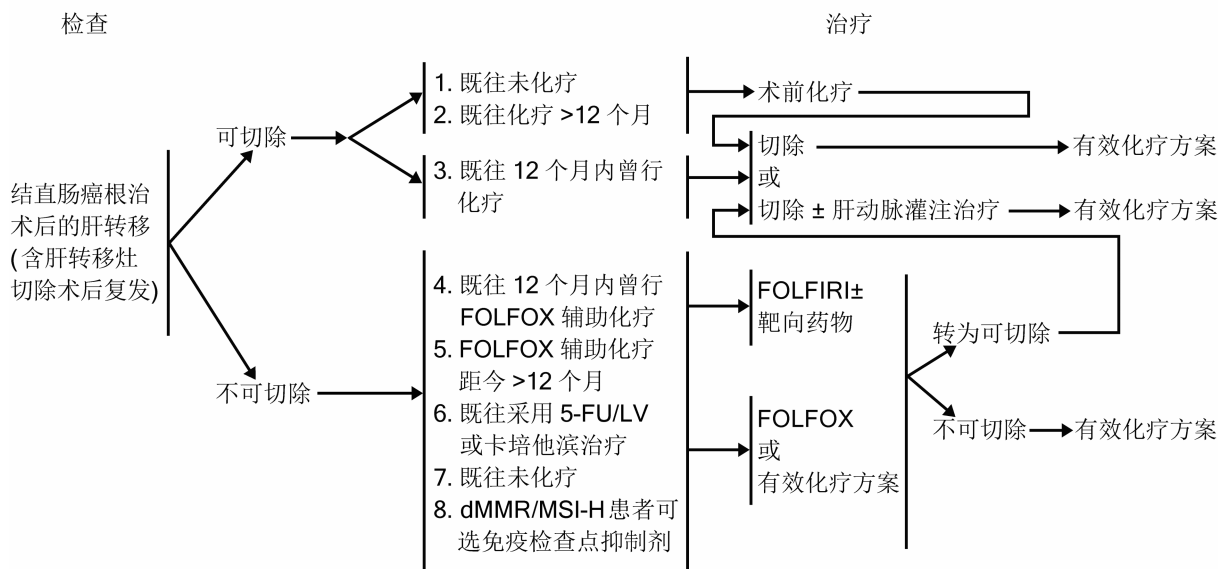 检查
治疗
结直肠癌根治
术后的肝转移
(含肝转移灶
切除术后复发)
可切除
不可切除
1. 既往未化疗
2. 既往化疗 >12 个月
3. 既往 12 个月内曾行
化疗
4. 既往 12 个月内曾行
FOLFOX 辅助化疗
5. FOLFOX 辅助化疗
距今 >12 个月
6. 既往采用 5-FU/LV
或卡培他滨治疗
7. 既往未化疗
8. dMMR/MSI-H 患者可
选免疫检查点抑制剂
术前化疗
切除
或
切除 ± 肝动脉灌注治疗
有效化疗方案
有效化疗方案
FOLFIRI±
靶向药物
FOLFOX
或
有效化疗方案
转为可切除
不可切除
有效化疗方案